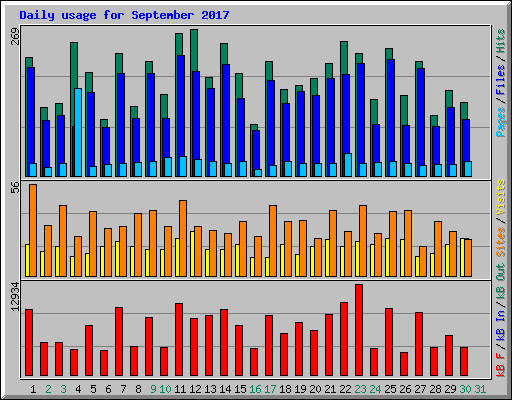 Daily usage for September 2017
269
Pages / Files / Hits
56
Sites / Visits
12934
kB F / kB In / kB Out
1 2 3 4 5 6 7 8 9 10 11 12 13 14 15 16 17 18 19 20 21 22 23 24 25 26 27 28 29 30 31